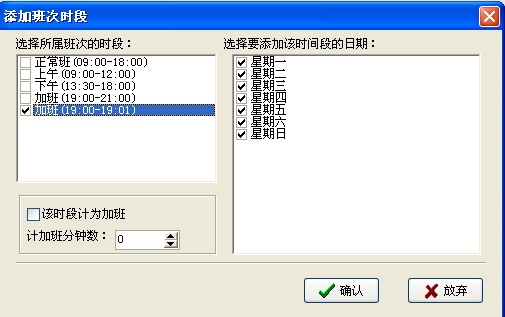 添加班次时段
选择所属班次的时段：
正常班(09:00-18:00)
上午(09:00-12:00)
下午(13:30-18:00)
加班(19:00-21:00)
加班(19:00-19:01)
该时段计为加班
计加班分钟数：
0
选择要添加该时间段的日期：
星期一
星期二
星期三
星期四
星期五
星期六
星期日
确认
放弃